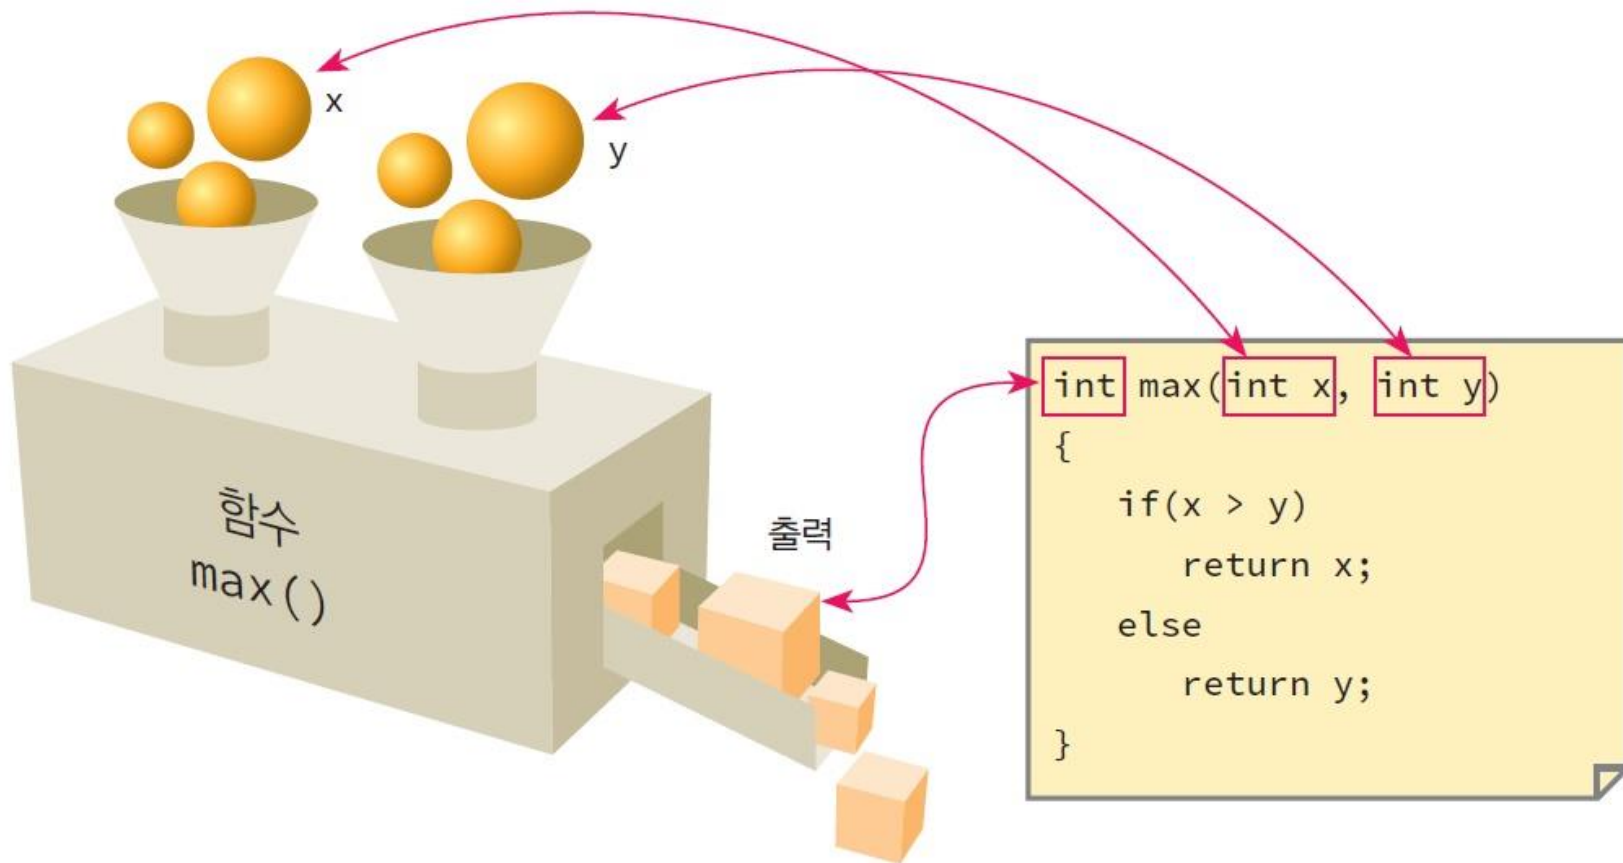 x
y
함수
max()
출력
int max(int x, int y)
{
if(x > y)
return x;
else
return y;
}